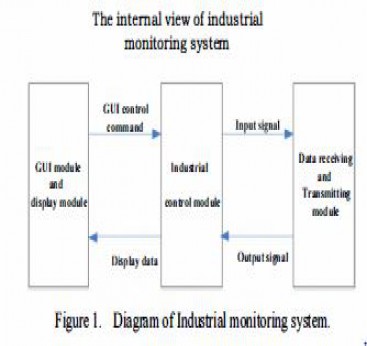 The internal view of industrial
monitoring system
GUI module
and
display module
GUI control
command
Display data
Industrial
control module
Input signal
Output signal
Data receiving
and
Transmitting
module
Figure 1. Diagram of Industrial monitoring system.